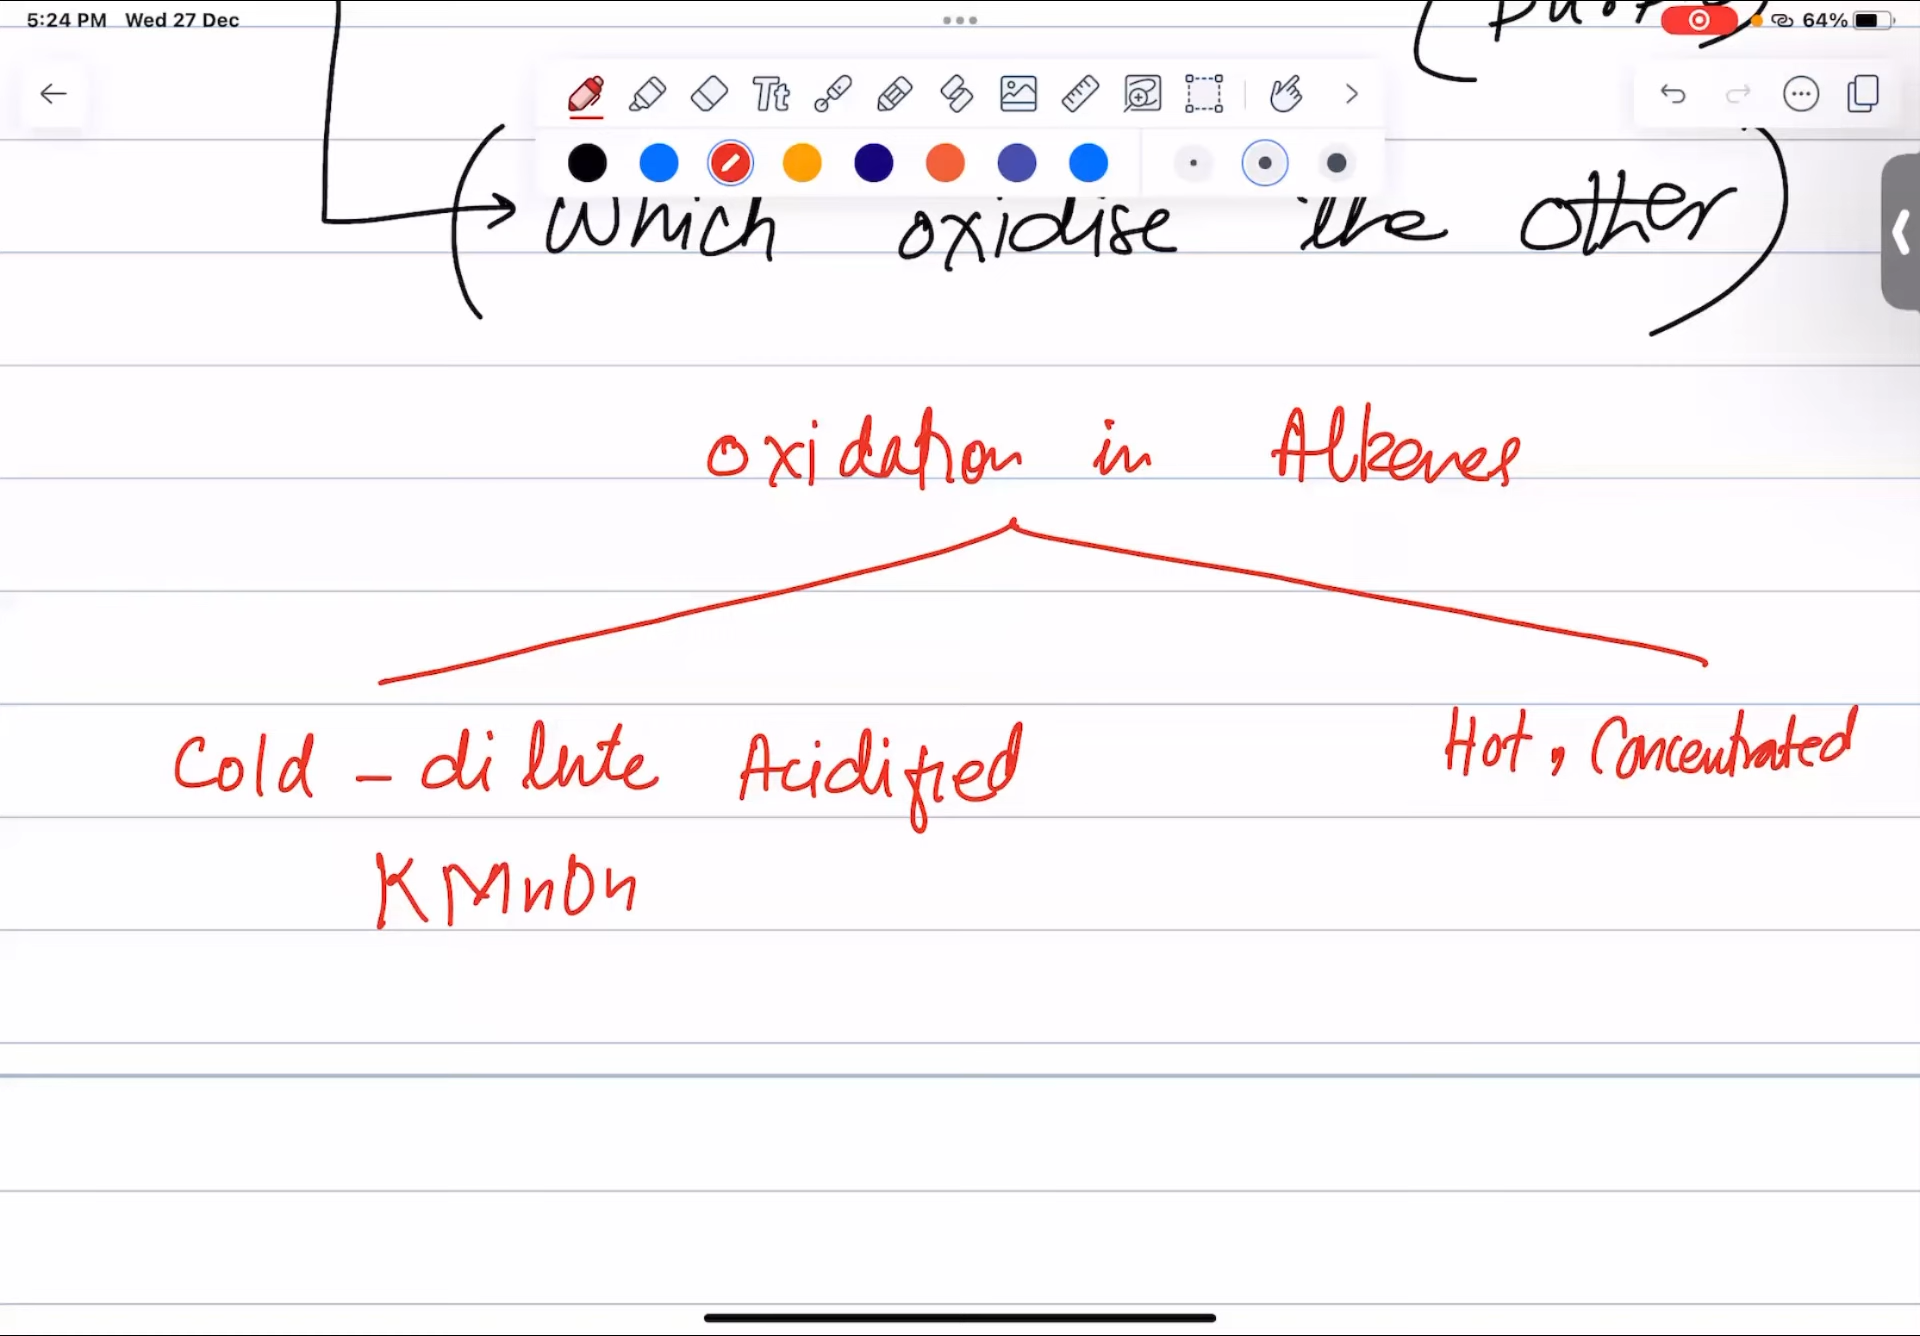 5:24 PM Wed 27 Dec
64%
Tt
(which oxidise the other)
oxidation in Alkenes
Cold - dilute Acidified
Hot, Concentrated
KMnO4